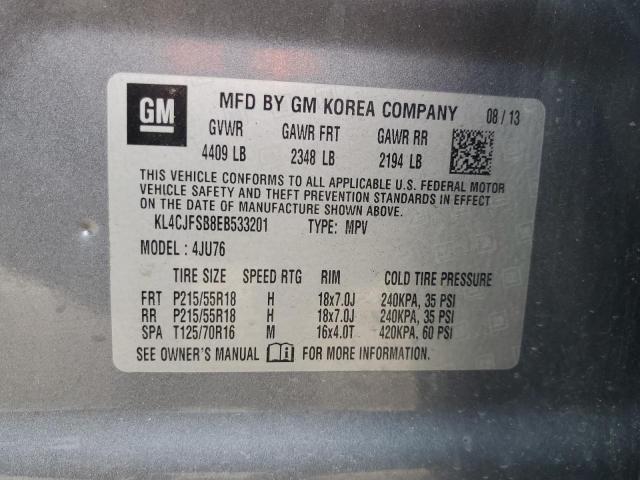 GM MFD BY GM KOREA COMPANY 08 / 13
GVWR GAWR FRT GAWR RR
4409 LB 2348 LB 2194 LB
THIS VEHICLE CONFORMS TO ALL APPLICABLE U.S. FEDERAL MOTOR
VEHICLE SAFETY AND THEFT PREVENTION STANDARDS IN EFFECT
ON THE DATE OF MANUFACTURE SHOWN ABOVE.
KL4CJFSB8EB533201 TYPE: MPV
MODEL : 4JU76
TIRE SIZE SPEED RTG RIM COLD TIRE PRESSURE
FRT P215/55R18 H 18x7.0J 240KPA, 35 PSI
RR P215/55R18 H 18x7.0J 240KPA, 35 PSI
SPA T125/70R16 M 16x4.0T 420KPA, 60 PSI
SEE OWNER'S MANUAL FOR MORE INFORMATION.